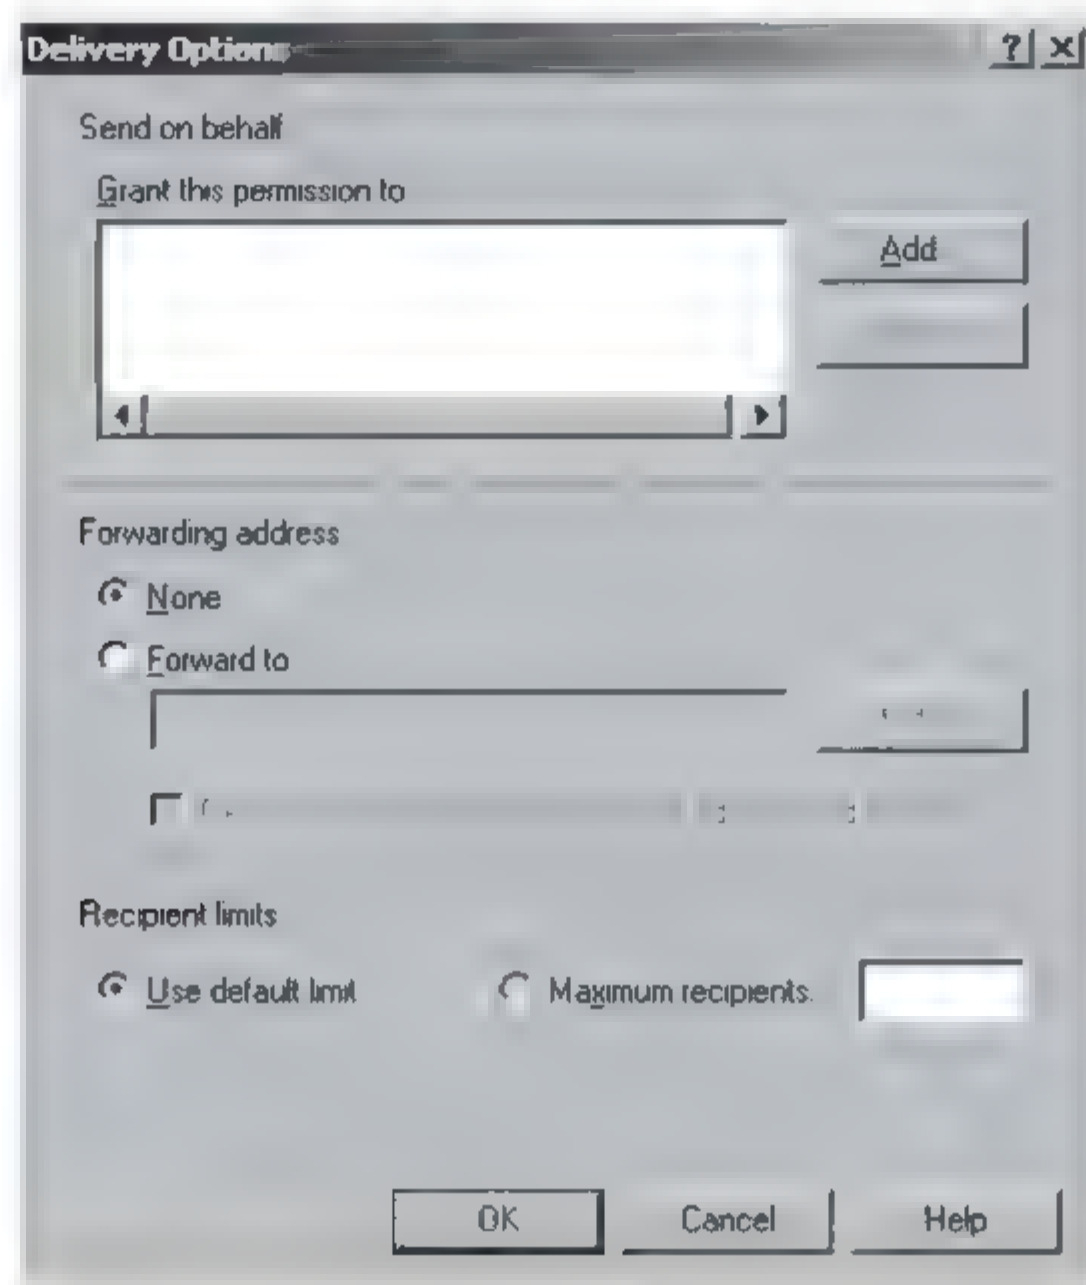 Delivery Options
Send on behalf
Grant this permission to
Add
Forwarding address
None
Forward to
Recipient limits
Use default limit
Maximum recipients.
OK
Cancel
Help